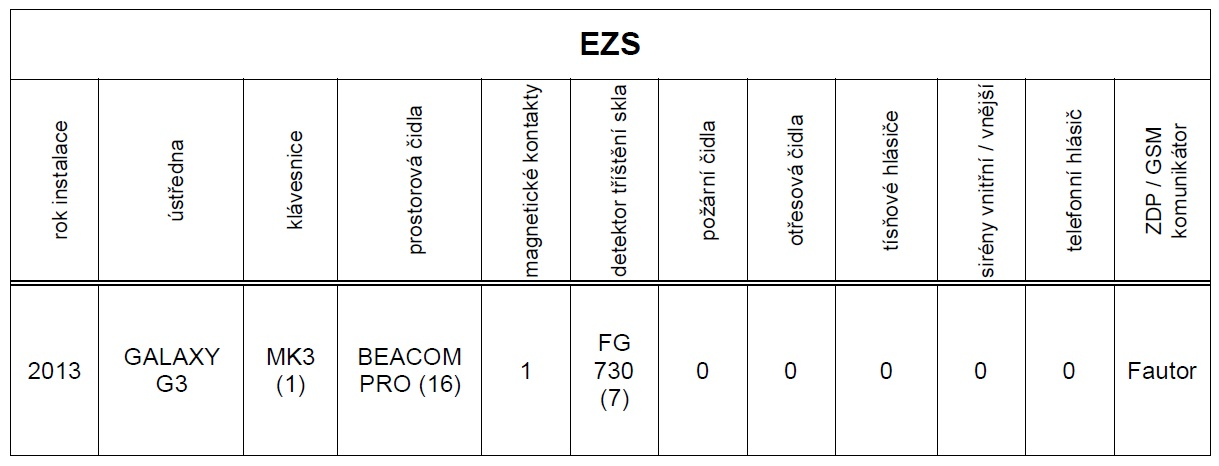 EZS
rok instalace
ústředna
klávesnice
prostorová čidla
magnetické kontakty
detektor tříštění skla
požární čidla
otřesová čidla
tísňové hlásiče
sirény vnitřní / vnější
telefonní hlásič
ZDP / GSM
komunikátor
2013
GALAXY
G3
MK3
(1)
BEACOM
PRO (16)
1
FG
730
(7)
0
0
0
0
0
Fautor